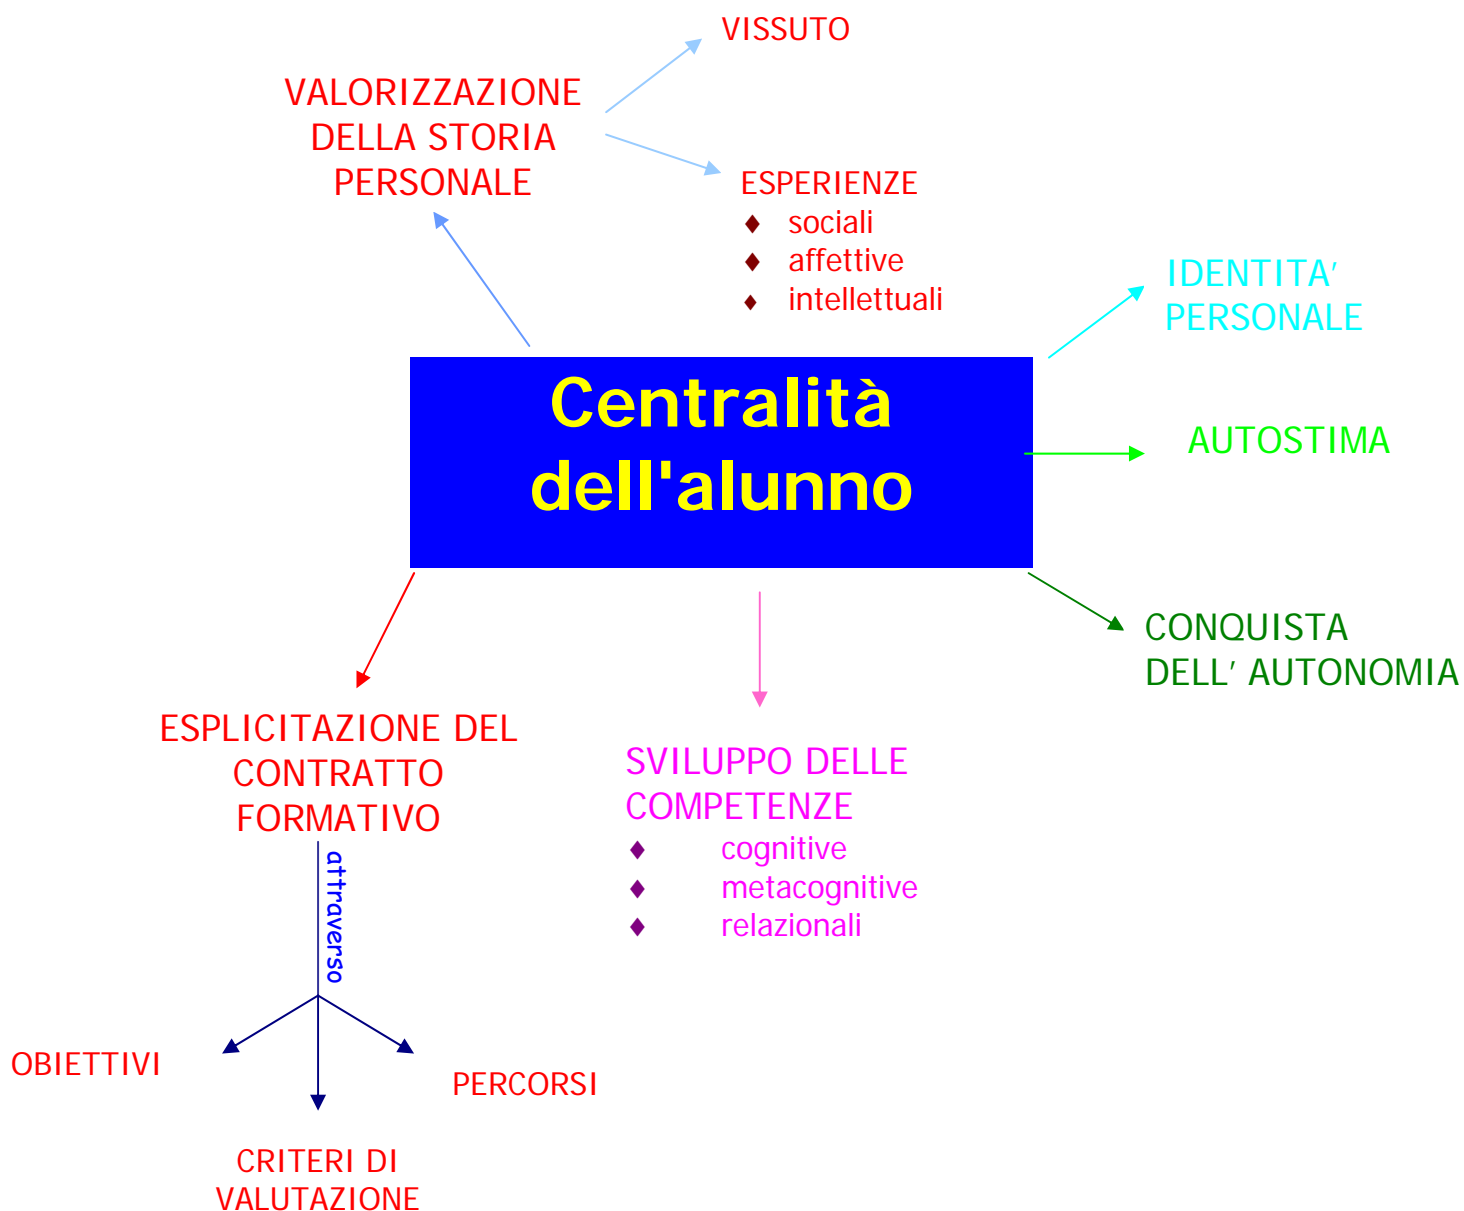 VISSUTO
VALORIZZAZIONE
DELLA STORIA
PERSONALE
ESPERIENZE
♦ sociali
♦ affettive
♦ intellettuali
IDENTITA’
PERSONALE
Centralità
dell'alunno
AUTOSTIMA
CONQUISTA
DELL’ AUTONOMIA
ESPLICITAZIONE DEL
CONTRATTO
FORMATIVO
SVILUPPO DELLE
COMPETENZE
♦ cognitive
♦ metacognitive
♦ relazionali
attraverso
OBIETTIVI
PERCORSI
CRITERI DI
VALUTAZIONE